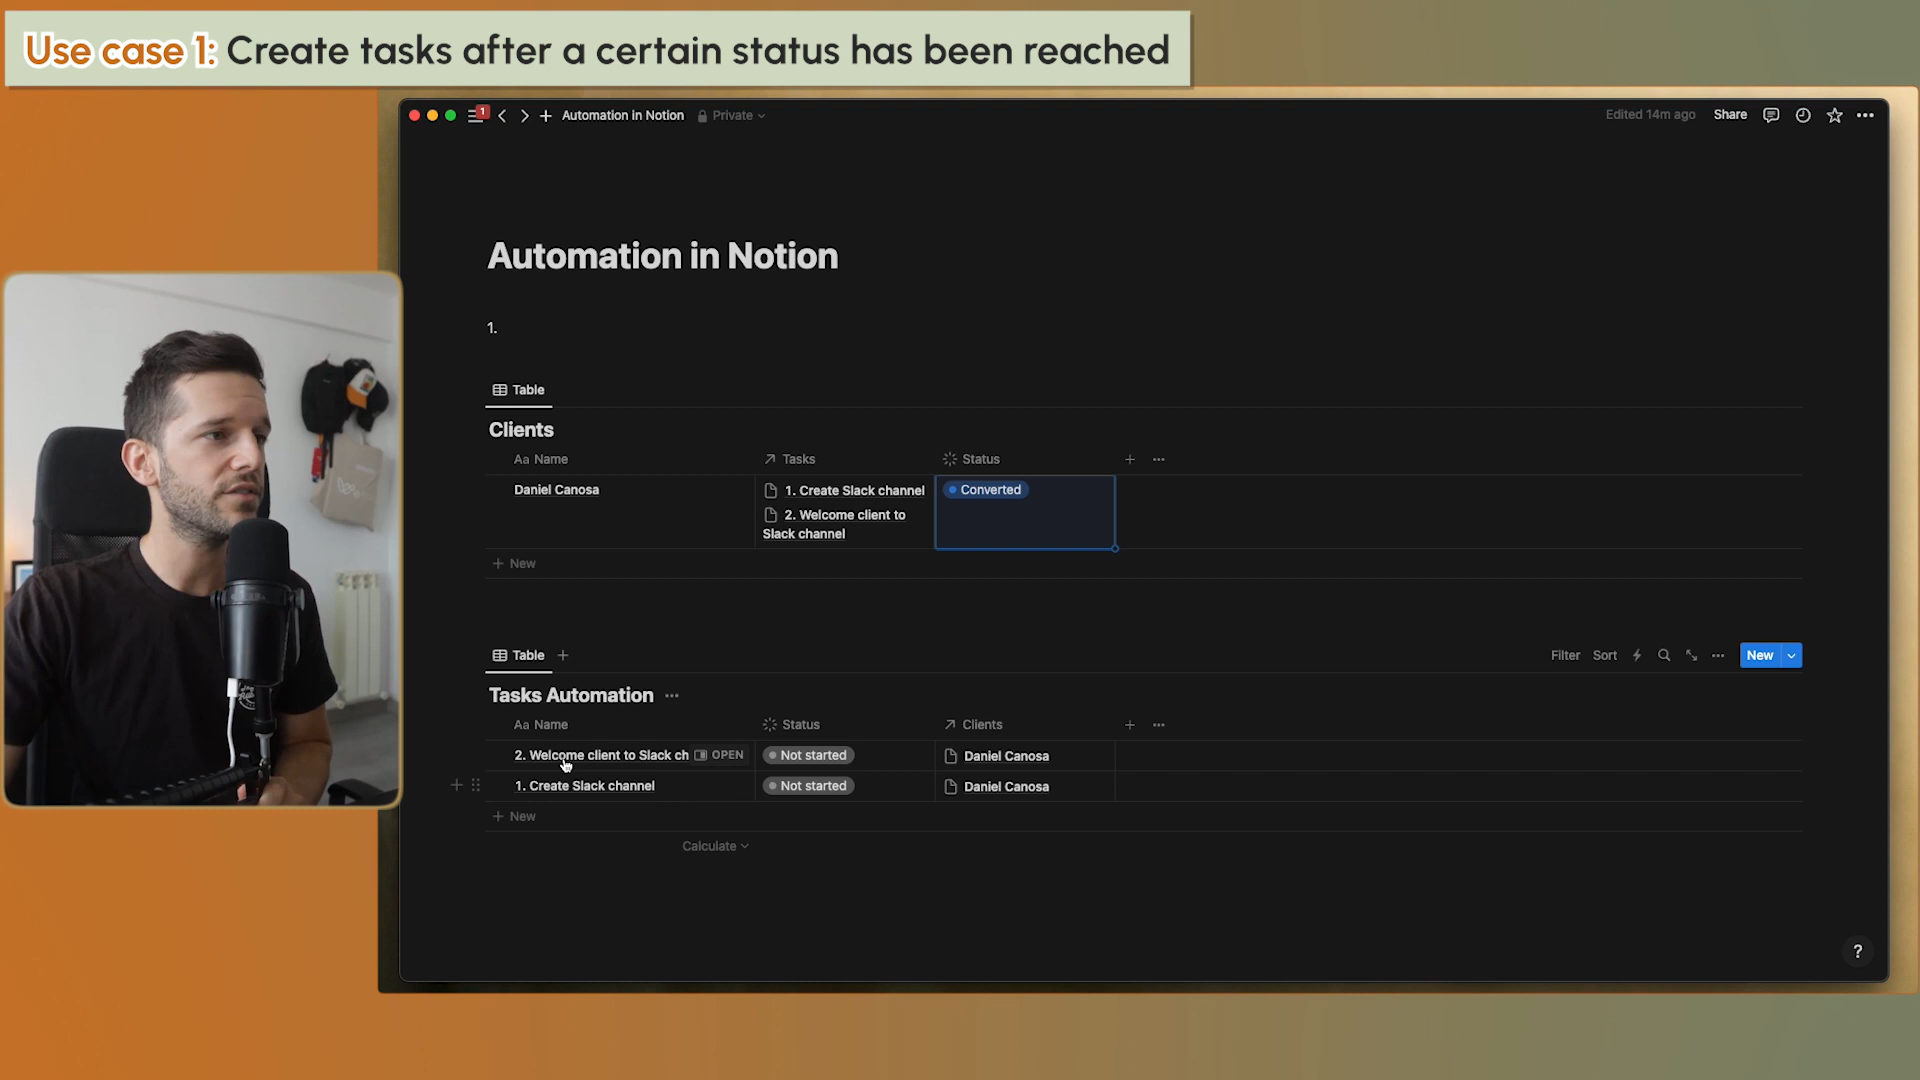 Use case 1: Create tasks after a certain status has been reached
1
Automation in Notion
Private
Edited 14m ago
Share
Automation in Notion
1.
Table
Clients
Aa Name
Tasks
Status
Daniel Canosa
1. Create Slack channel
Converted
2. Welcome client to
Slack channel
+ New
Table
Filter
Sort
New
Tasks Automation
Aa Name
Status
Clients
2. Welcome client to Slack ch
OPEN
Not started
Daniel Canosa
1. Create Slack channel
Not started
Daniel Canosa
+ New
Calculate
?